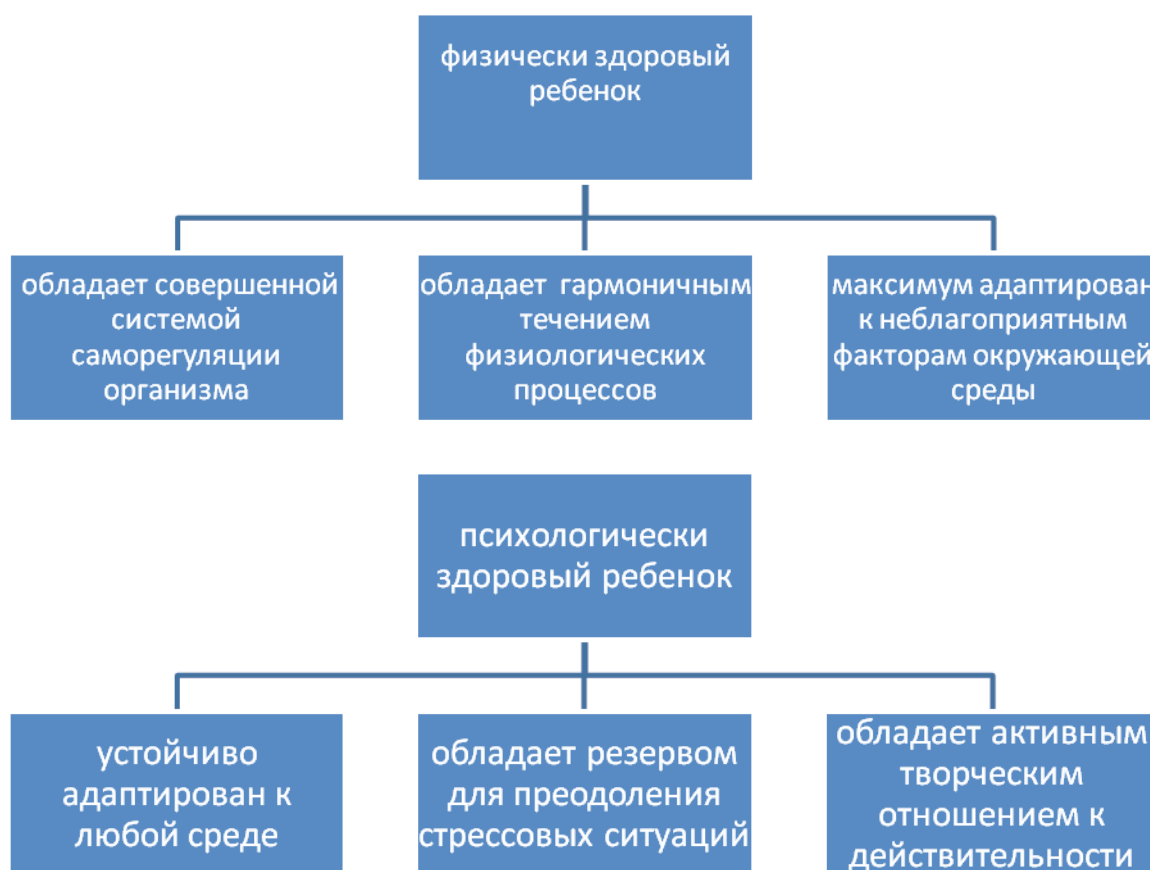 физически здоровый
ребенок
обладает совершенной
системой
саморегуляции
организма
обладает гармоничным
течением
физиологических
процессов
максимум адаптирован
к неблагоприятным
факторам окружающей
среды
психологически
здоровый ребенок
устойчиво
адаптирован к
любой среде
обладает резервом
для преодоления
стрессовых ситуаций
обладает активным
творческим
отношением к
действительности